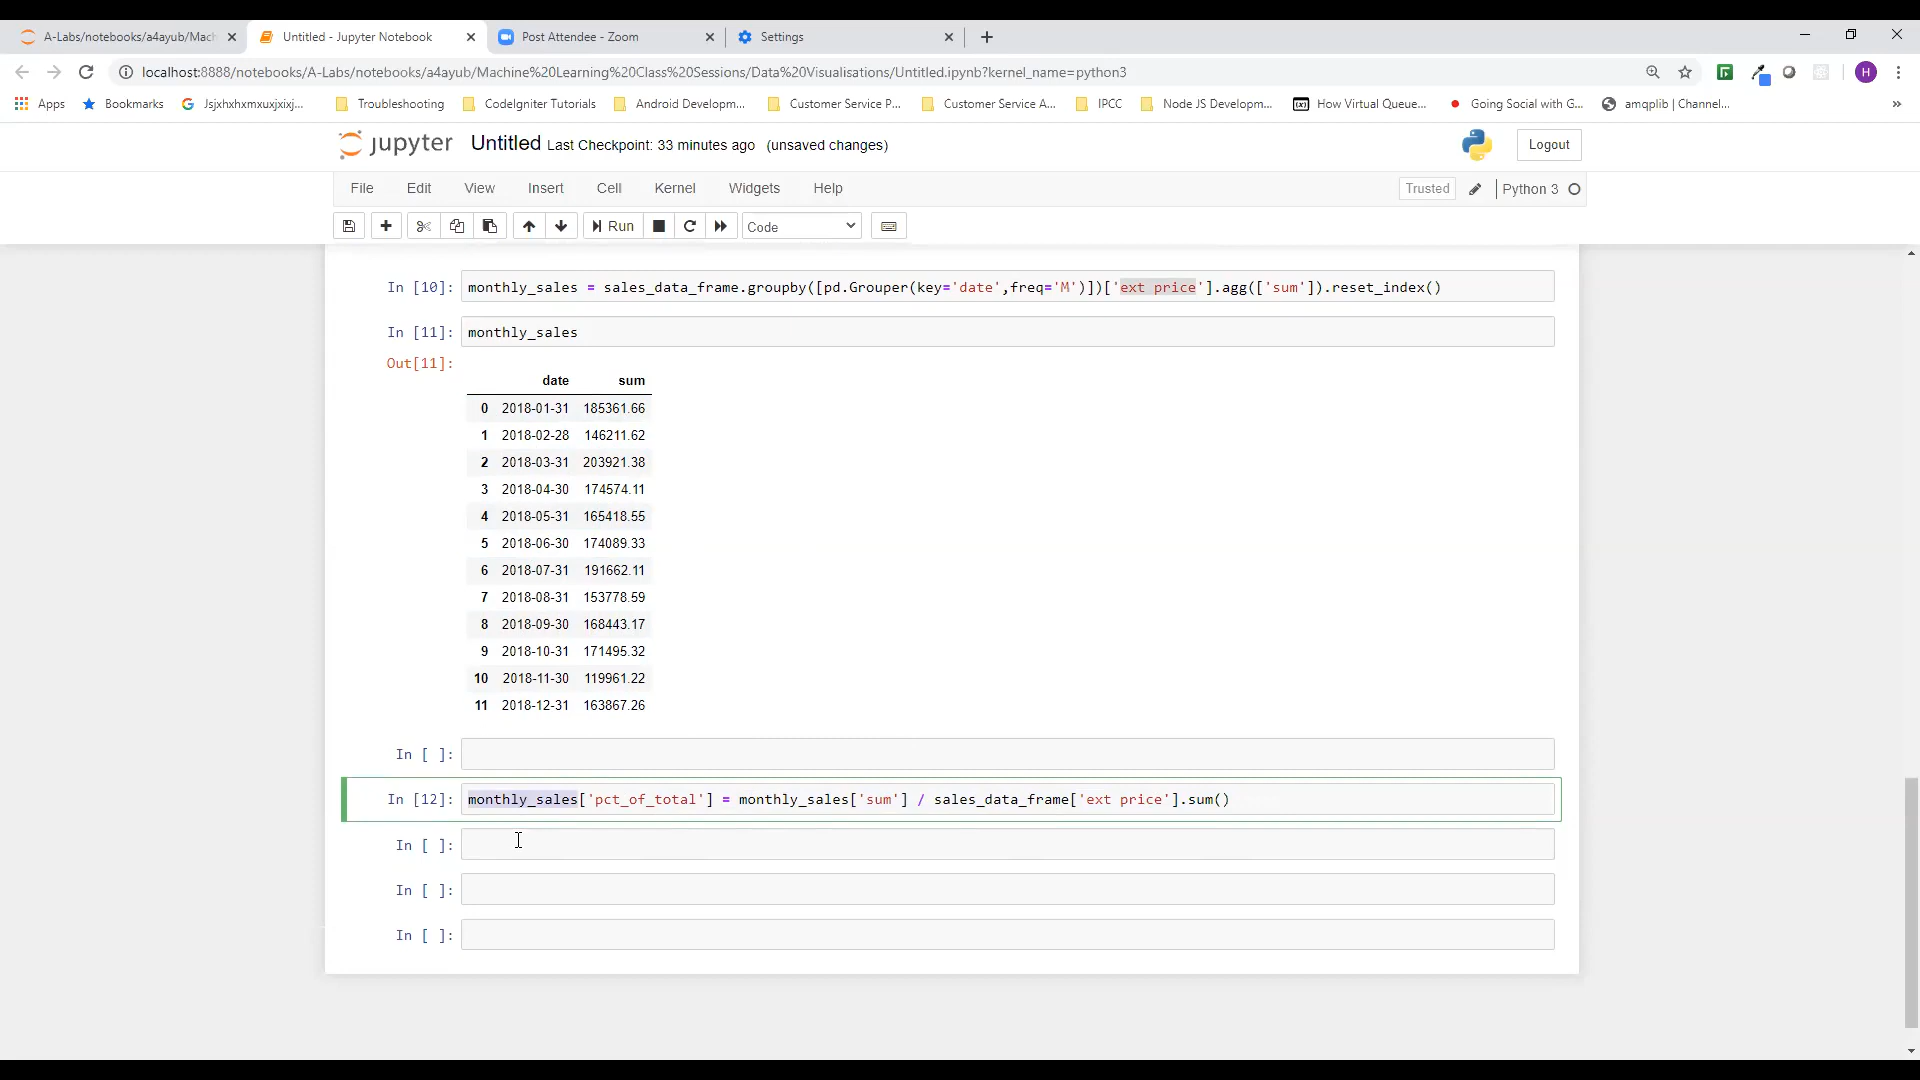 A-Labs/notebooks/a4ayub/Mach
Untitled - Jupyter Notebook
Post Attendee - Zoom
Settings
localhost:8888/notebooks/A-Labs/notebooks/a4ayub/Machine%20Learning%20Class%20Sessions/Data%20Visualisations/Untitled.ipynb?kernel_name=python3
H
Apps
Bookmarks
Jsjxhxhxmxuxjxixj...
Troubleshooting
CodeIgniter Tutorials
Android Developm...
Customer Service P...
Customer Service A...
IPCC
Node JS Developm...
How Virtual Queue...
Going Social with G...
amqplib | Channel...
»
jupyter Untitled Last Checkpoint: 33 minutes ago (unsaved changes)
Logout
File Edit View Insert Cell Kernel Widgets Help
Trusted
Python 3
Run
Code
In [10]: monthly_sales = sales_data_frame.groupby([pd.Grouper(key='date',freq='M')])['ext price'].agg(['sum']).reset_index()
In [11]: monthly_sales
Out[11]:
date sum
0 2018-01-31 185361.66
1 2018-02-28 146211.62
2 2018-03-31 203921.38
3 2018-04-30 174574.11
4 2018-05-31 165418.55
5 2018-06-30 174089.33
6 2018-07-31 191662.11
7 2018-08-31 153778.59
8 2018-09-30 168443.17
9 2018-10-31 171495.32
10 2018-11-30 119961.22
11 2018-12-31 163867.26
In [ ]:
In [12]: monthly_sales['pct_of_total'] = monthly_sales['sum'] / sales_data_frame['ext price'].sum()
In [ ]:
In [ ]:
In [ ]: